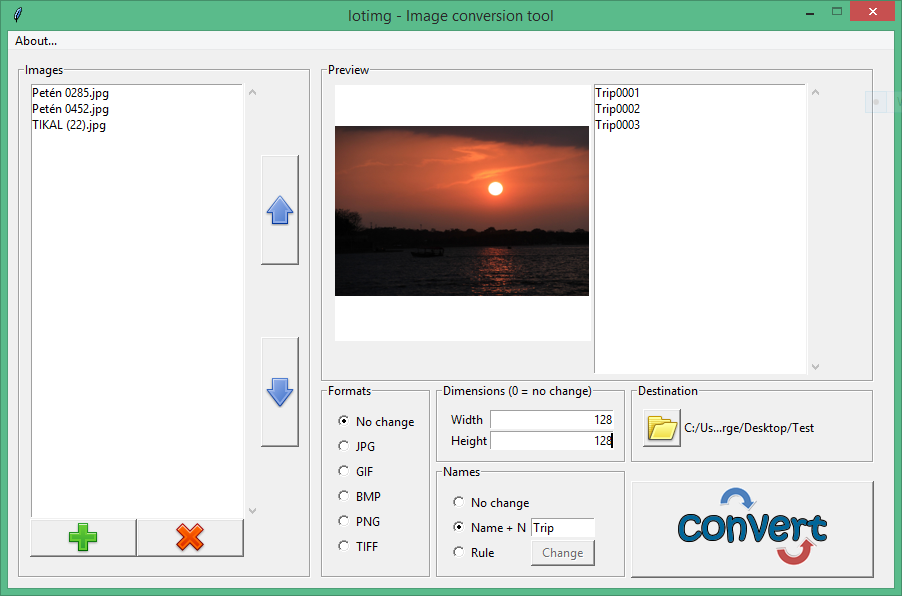 lotimg - Image conversion tool
About...
Images
Petén 0285.jpg
Petén 0452.jpg
TIKAL (22).jpg
Preview
Trip0001
Trip0002
Trip0003
Formats
No change
JPG
GIF
BMP
PNG
TIFF
Dimensions (0 = no change)
Width 128
Height 128
Names
No change
Name + N Trip
Rule Change
Destination
C:/Us...rge/Desktop/Test
convert